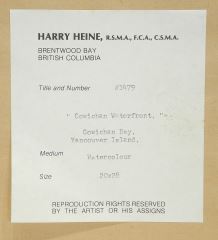 HARRY HEINE, R.S.M.A., F.C.A., C.S.M.A.
BRENTWOOD BAY
BRITISH COLUMBIA
Title and Number #1479
" Cowichan Waterfront, "
Cowichan Bay,
Vancouver Island,
Medium Watercolour
Size 20x28
REPRODUCTION RIGHTS RESERVED
BY THE ARTIST OR HIS ASSIGNS